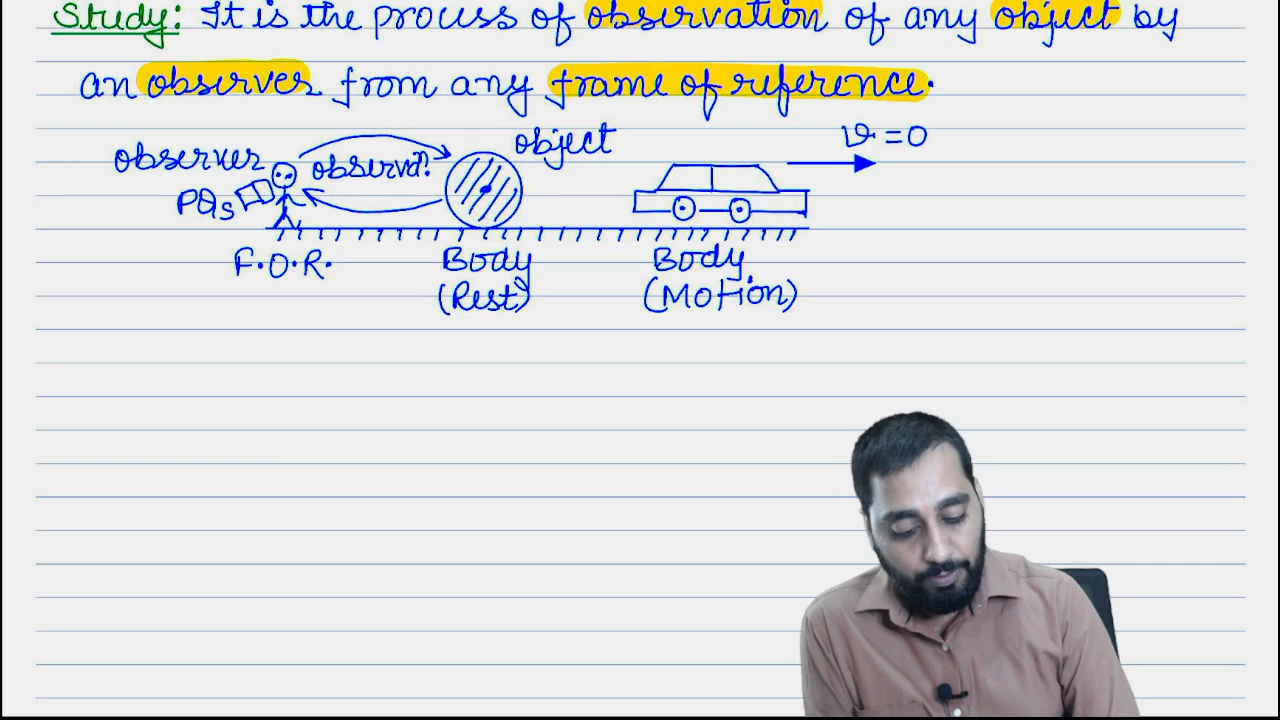 Study: It is the process of observation of any object by
an observer from any frame of reference.
observer observⁿ? object v = 0
PQs
F.O.R. Body Body
(Rest) (Motion)